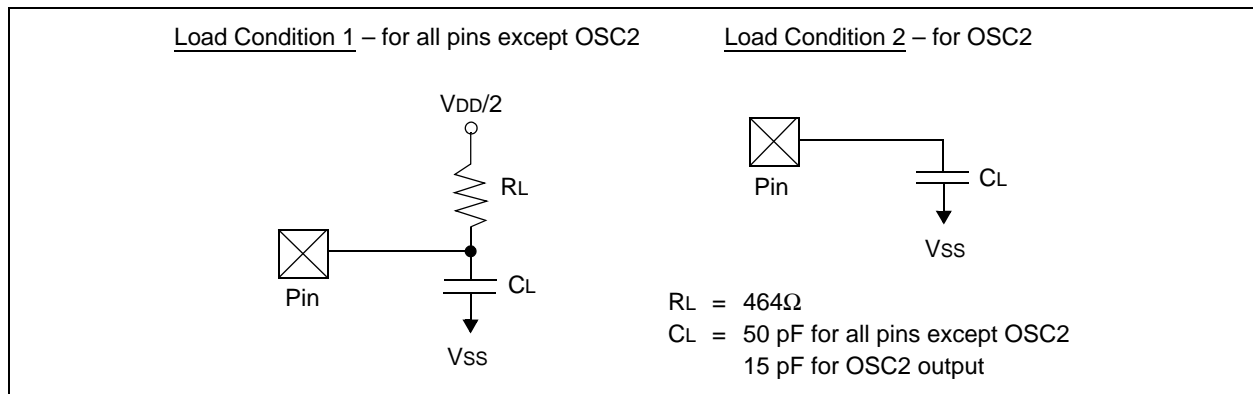 Load Condition 1 – for all pins except OSC2
Load Condition 2 – for OSC2
VDD/2
RL
Pin
CL
VSS
Pin
CL
VSS
RL = 464Ω
CL = 50 pF for all pins except OSC2
15 pF for OSC2 output